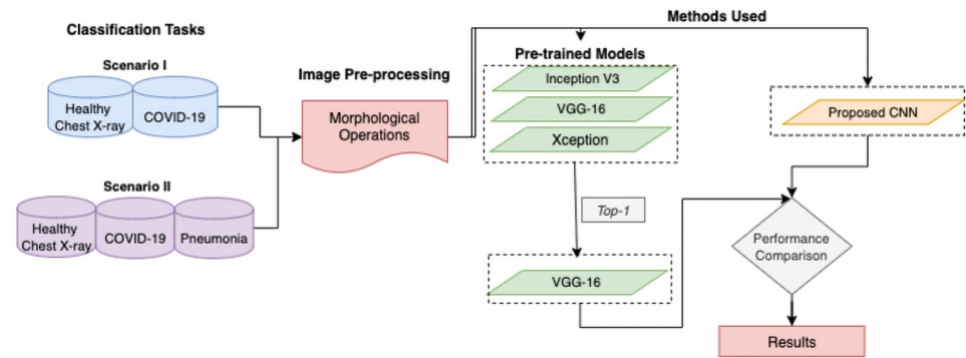 Methods Used
Classification Tasks
Scenario I
Healthy
Chest X-ray
COVID-19
Scenario II
Healthy
Chest X-ray
COVID-19
Pneumonia
Image Pre-processing
Morphological
Operations
Pre-trained Models
Inception V3
VGG-16
Xception
Top-1
VGG-16
Proposed CNN
Performance
Comparison
Results